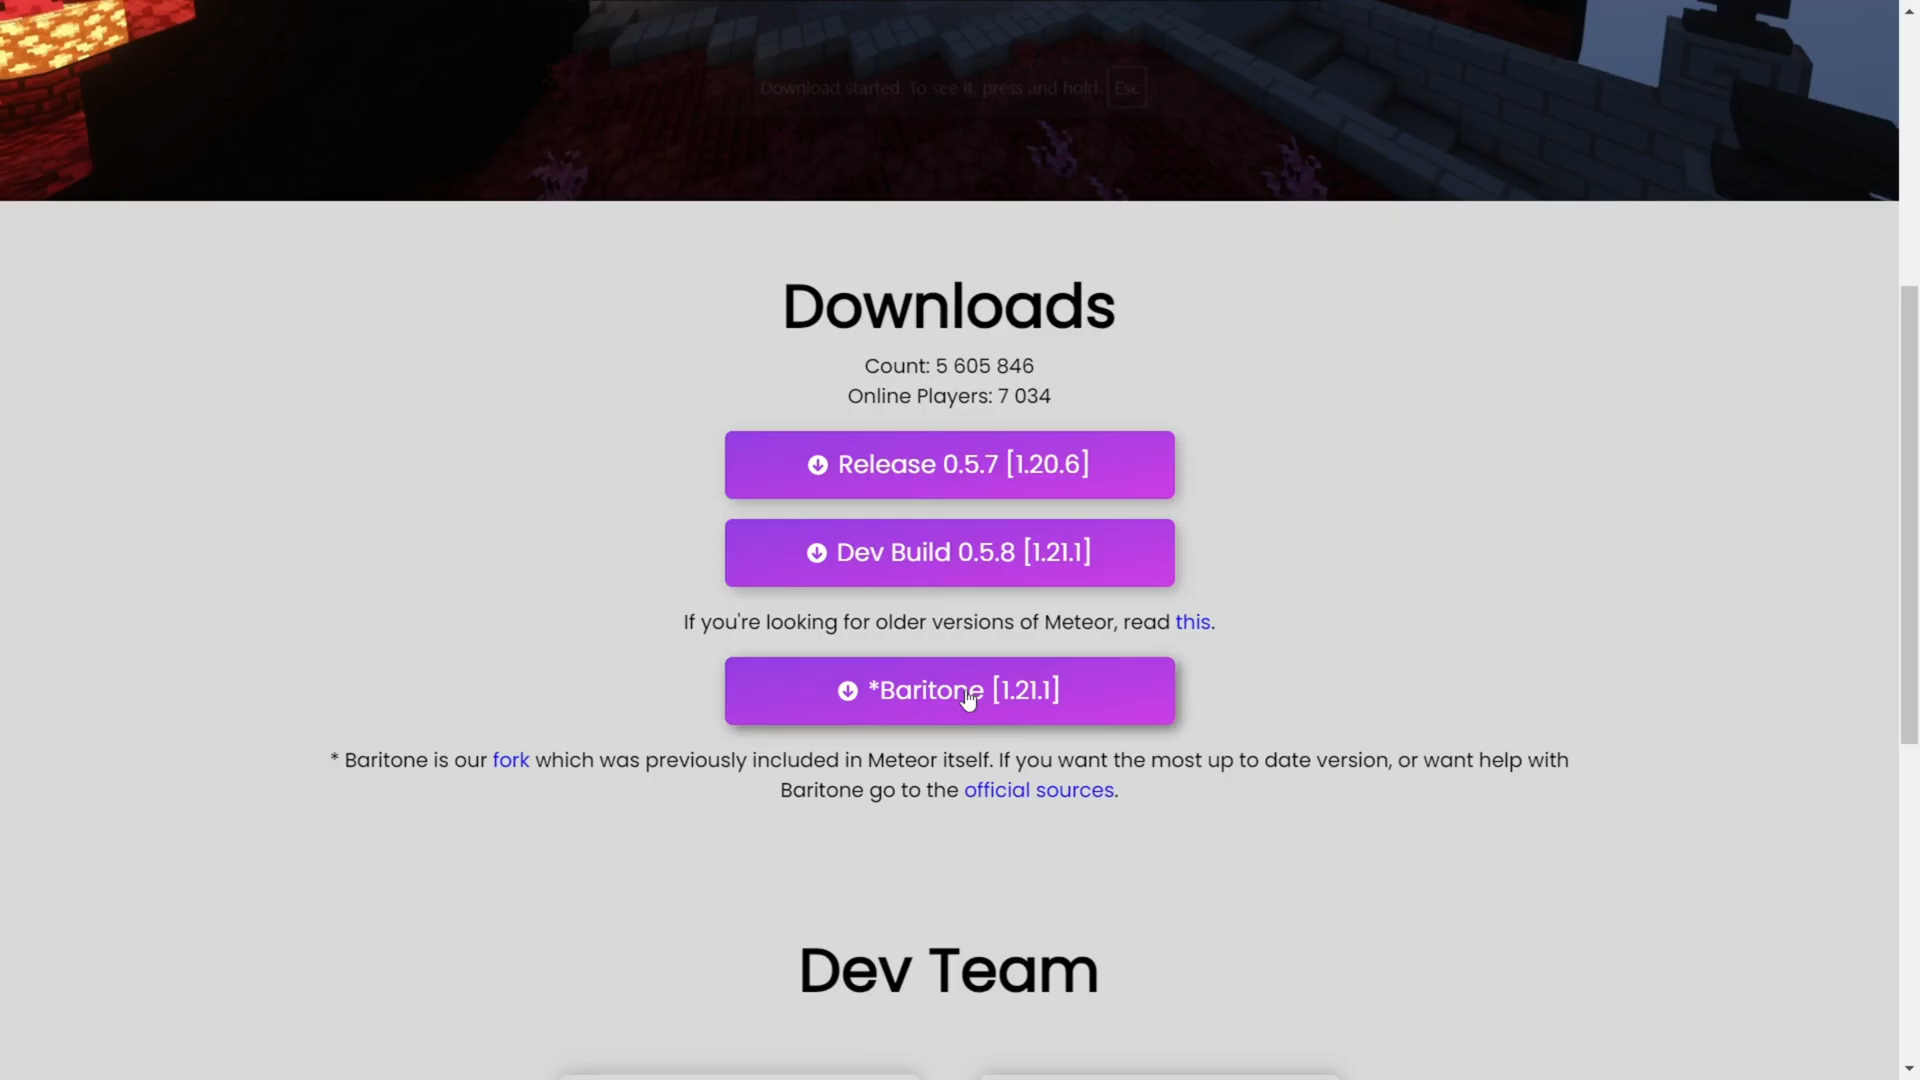 Download started. To see it, press and hold Esc .
Downloads
Count: 5 605 846
Online Players: 7 034
Release 0.5.7 [1.20.6]
Dev Build 0.5.8 [1.21.1]
If you're looking for older versions of Meteor, read this.
*Baritone [1.21.1]
* Baritone is our fork which was previously included in Meteor itself. If you want the most up to date version, or want help with
Baritone go to the official sources.
Dev Team